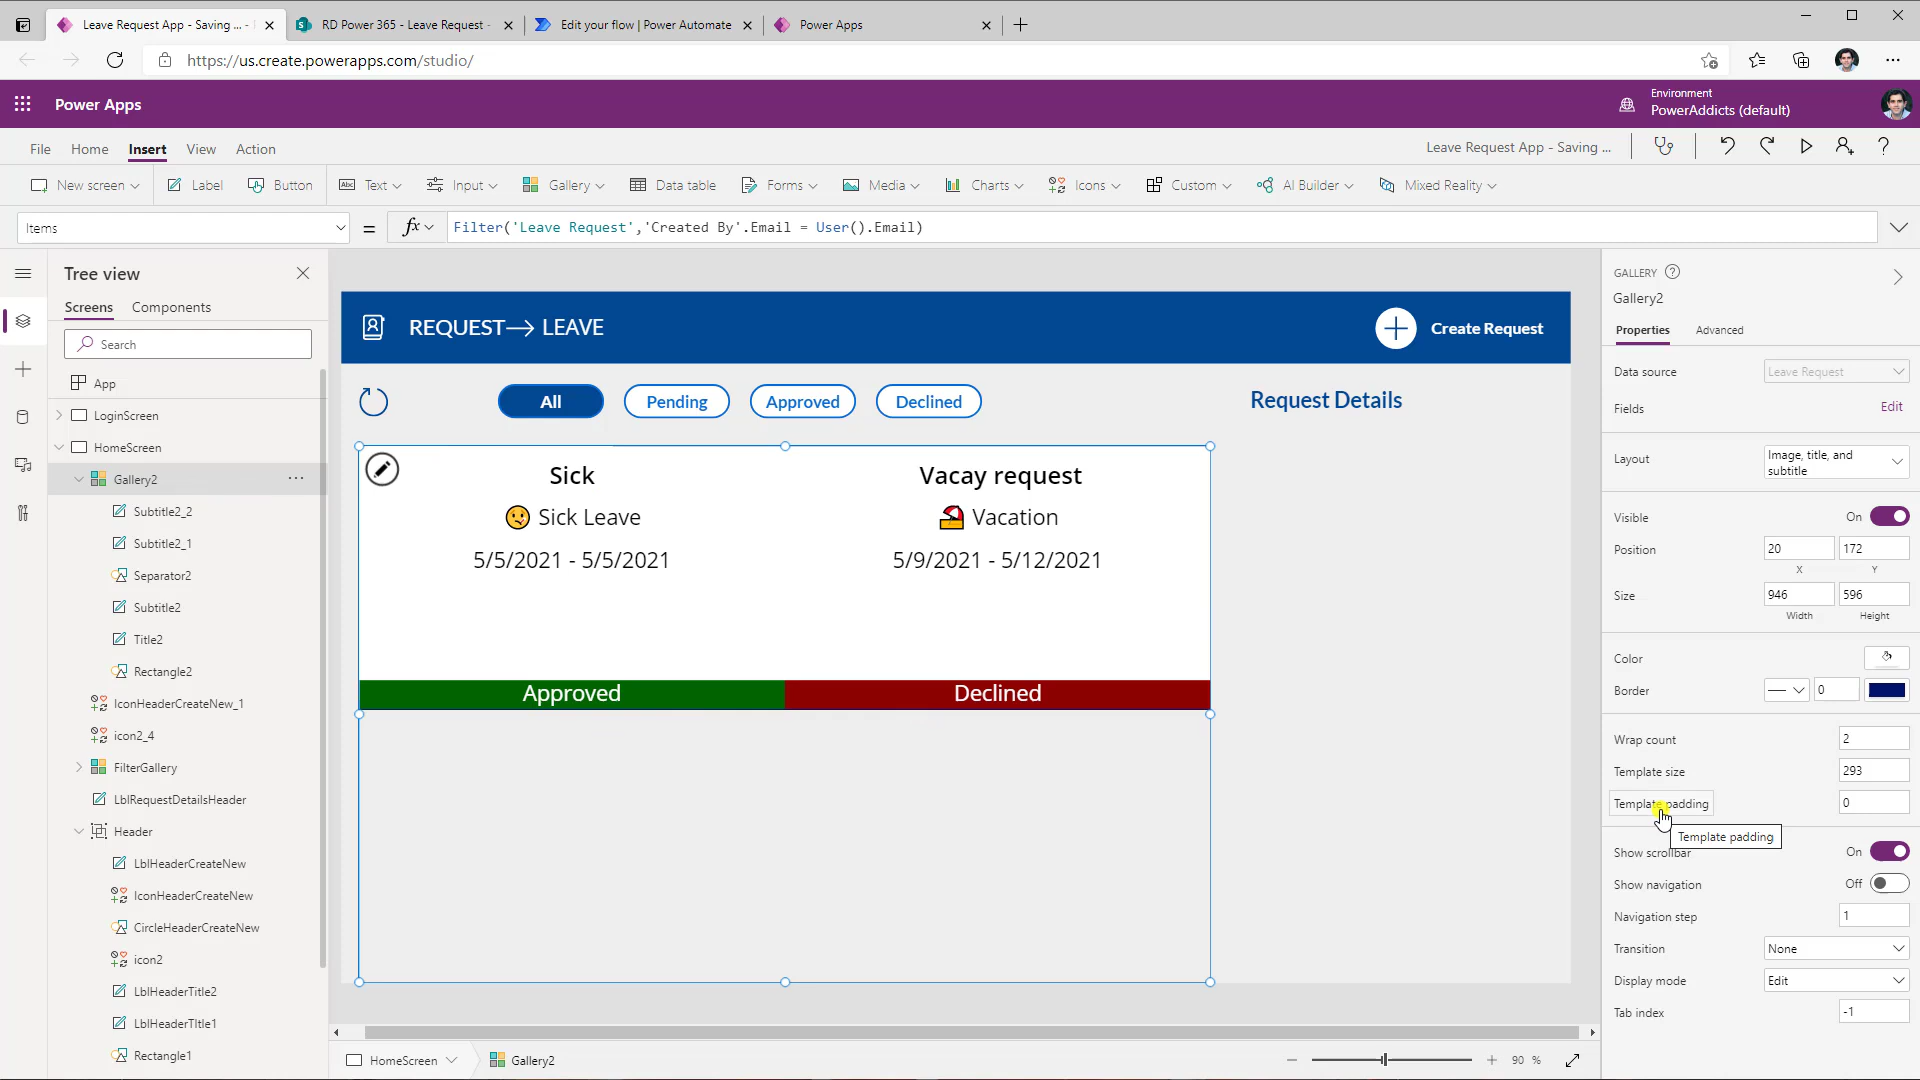 Leave Request App - Saving ... -
RD Power 365 - Leave Request -
Edit your flow | Power Automate
Power Apps
https://us.create.powerapps.com/studio/
Power Apps
Environment
PowerAddicts (default)
File
Home
Insert
View
Action
Leave Request App - Saving ...
New screen
Label
Button
Abc
Text
Input
Gallery
Data table
Forms
Media
Charts
Icons
Custom
AI Builder
Mixed Reality
Items
=
fx
Filter('Leave Request','Created By'.Email = User().Email)
Tree view
Screens
Components
Search
App
LoginScreen
HomeScreen
Gallery2
Subtitle2_2
Subtitle2_1
Separator2
Subtitle2
Title2
Rectangle2
IconHeaderCreateNew_1
icon2_4
FilterGallery
LblRequestDetailsHeader
Header
LblHeaderCreateNew
IconHeaderCreateNew
CircleHeaderCreateNew
icon2
LblHeaderTitle2
LblHeaderTItle1
Rectangle1
REQUEST
LEAVE
Create Request
All
Pending
Approved
Declined
Request Details
Sick
Vacay request
Sick Leave
Vacation
5/5/2021 - 5/5/2021
5/9/2021 - 5/12/2021
Approved
Declined
HomeScreen
Gallery2
90 %
GALLERY
Gallery2
Properties
Advanced
Data source
Leave Request
Fields
Edit
Layout
Image, title, and
subtitle
Visible
On
Position
20
172
X
Y
Size
946
596
Width
Height
Color
Border
0
Wrap count
2
Template size
293
Template padding
0
Template padding
Show scrollbar
On
Show navigation
Off
Navigation step
1
Transition
None
Display mode
Edit
Tab index
-1